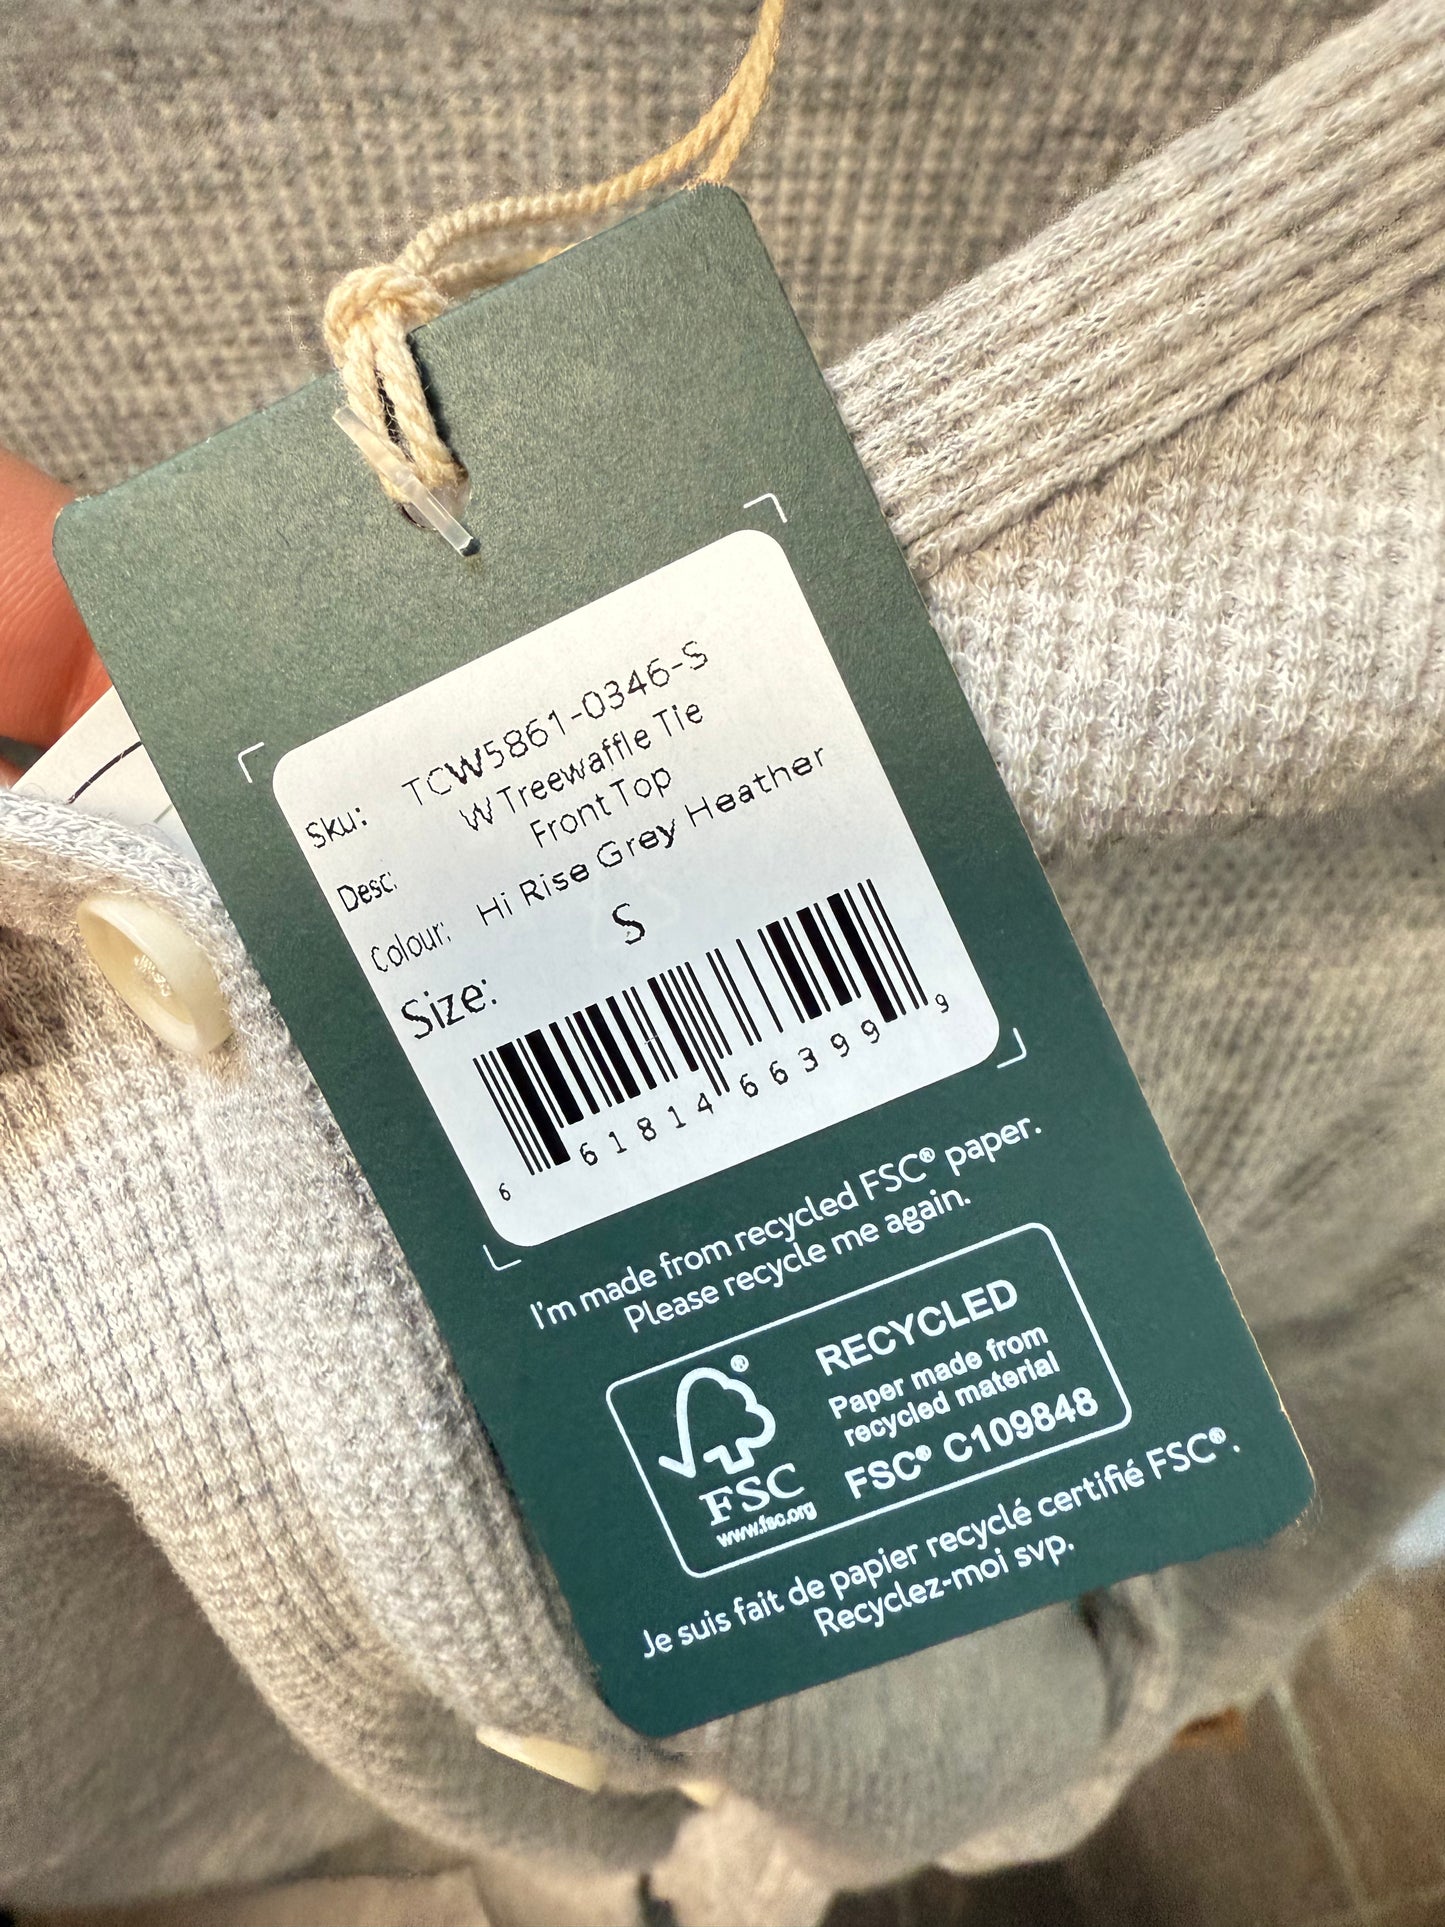 Sku: TCW5861-0346-S
Desc: W Treewaffle Tie
Front Top
Colour: Hi Rise Grey Heather
Size: S
6 61814 66399 9
I'm made from recycled FSC® paper.
Please recycle me again.
RECYCLED
Paper made from
recycled material
FSC® C109848
®
FSC
www.fsc.org
Je suis fait de papier recyclé certifié FSC®.
Recyclez-moi svp.